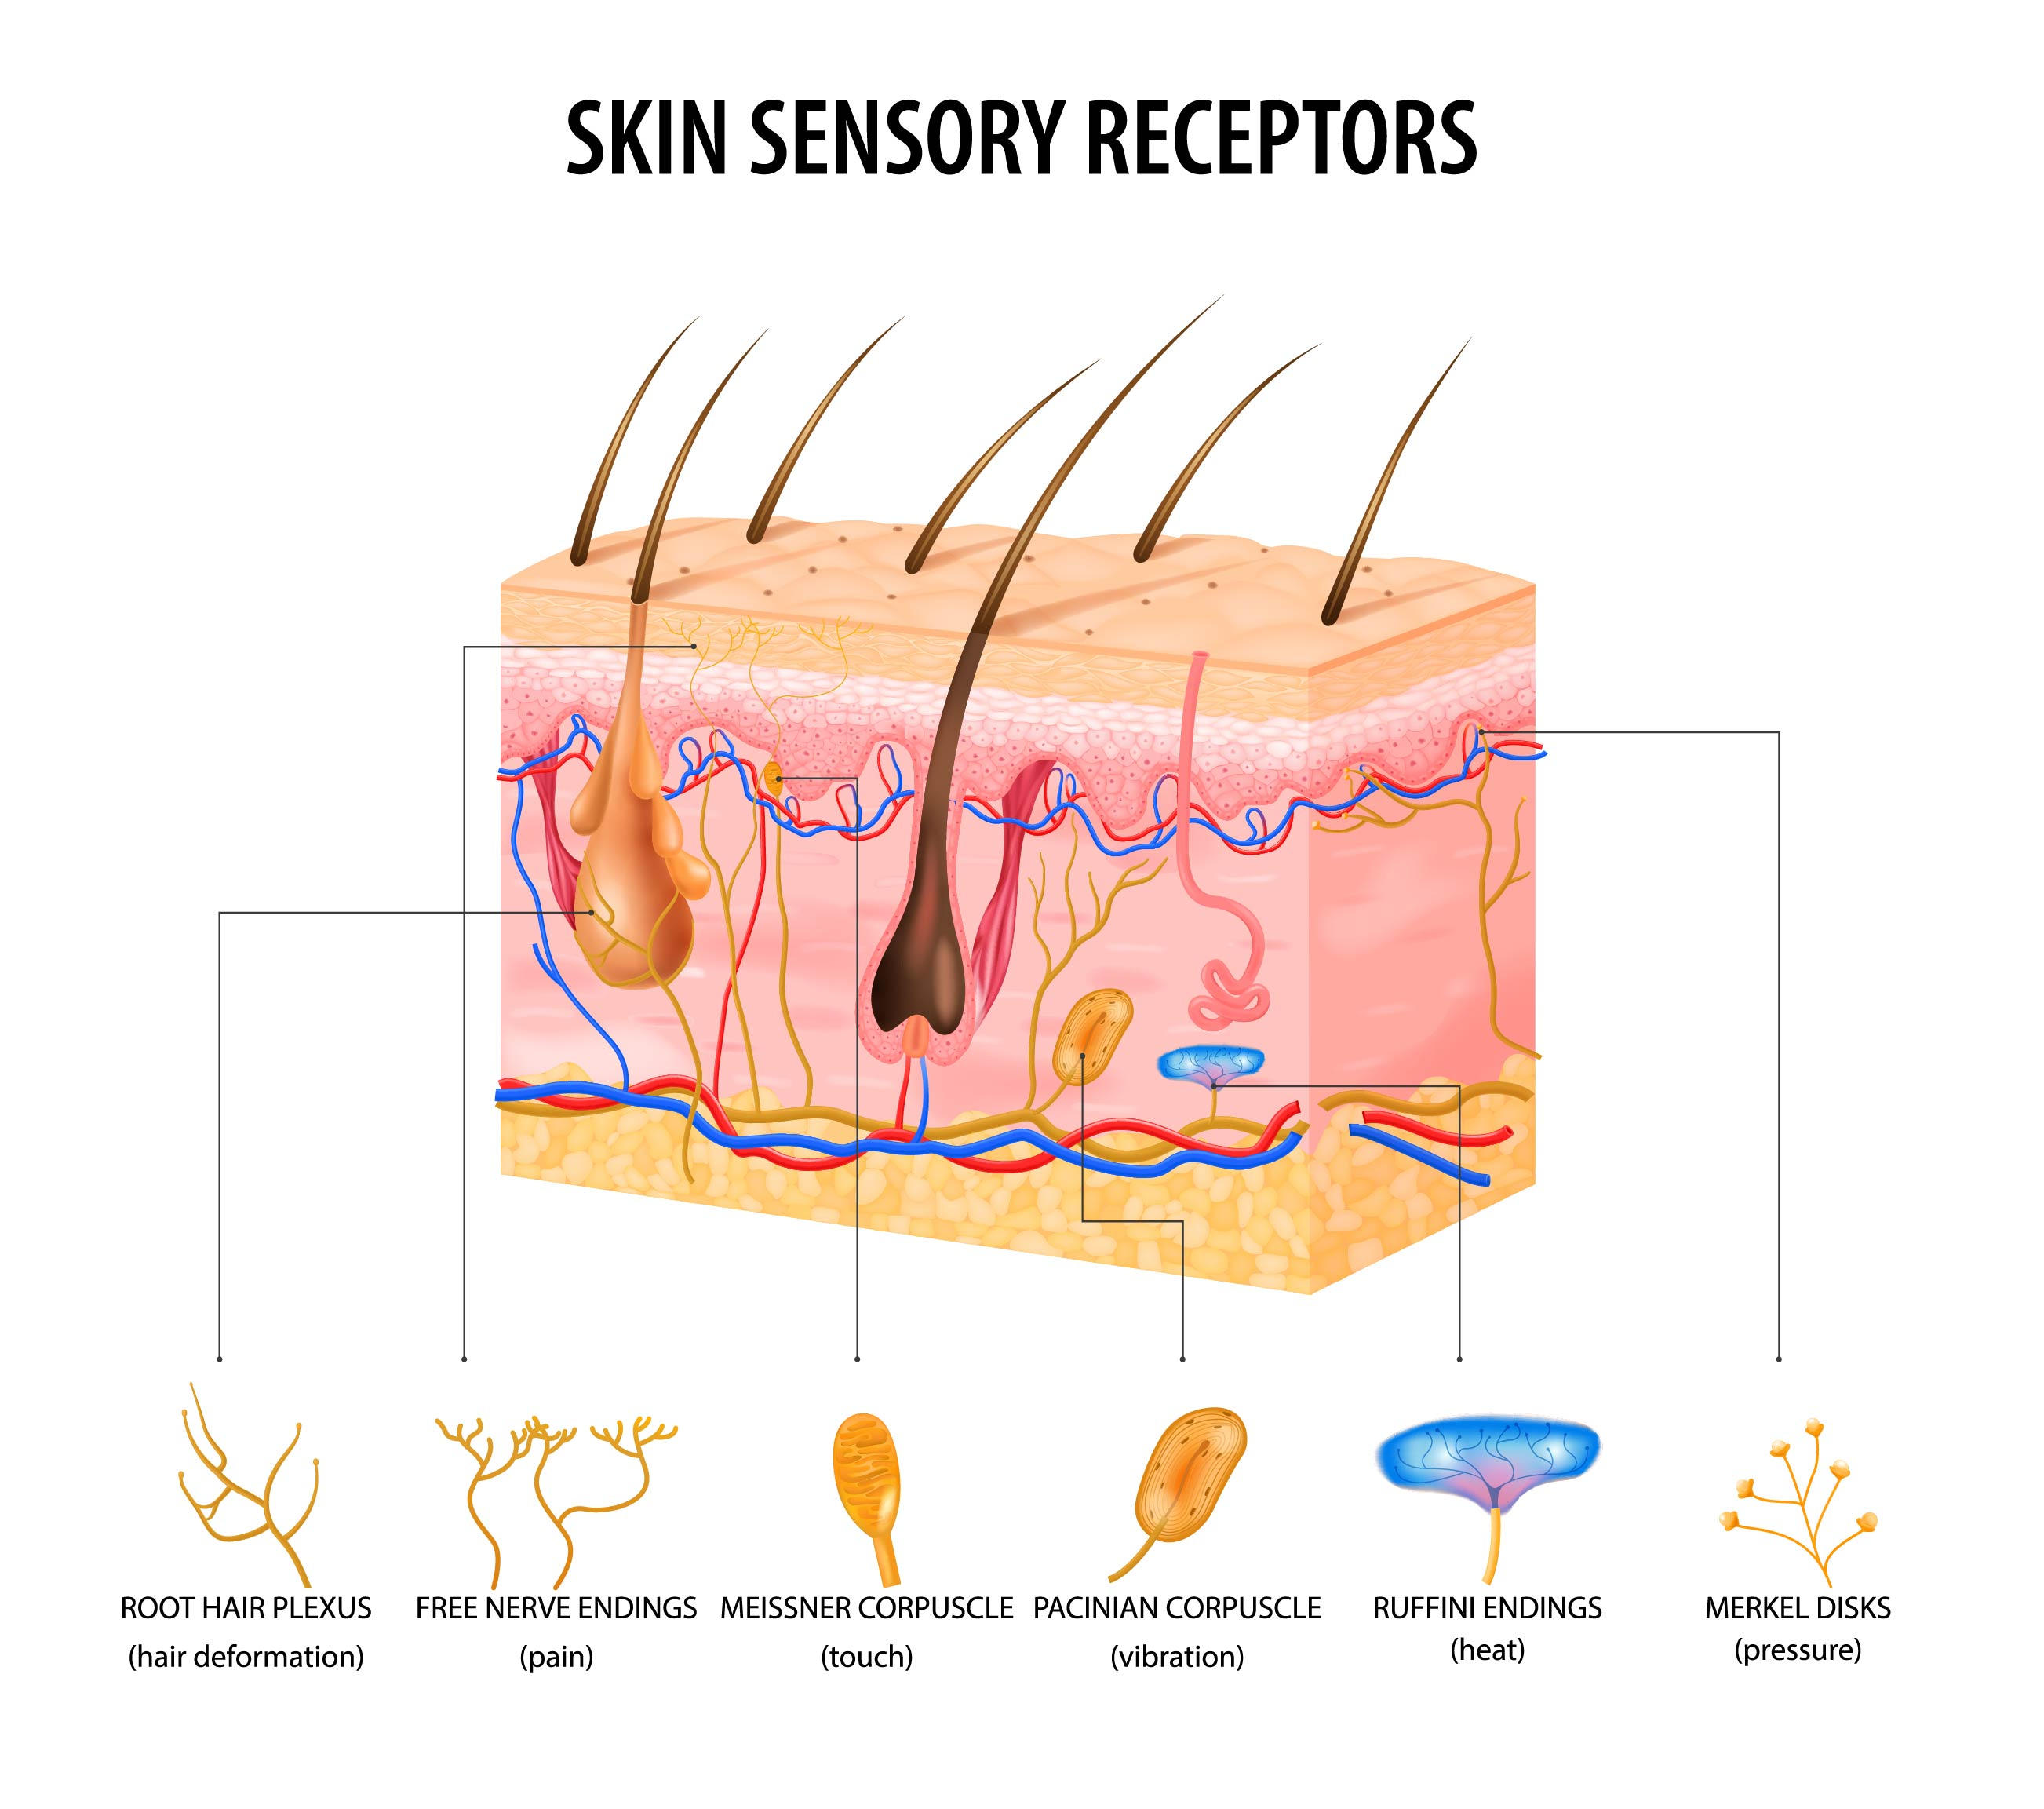 SKIN SENSORY RECEPTORS
ROOT HAIR PLEXUS
(hair deformation)
FREE NERVE ENDINGS
(pain)
MEISSNER CORPUSCLE
(touch)
PACINIAN CORPUSCLE
(vibration)
RUFFINI ENDINGS
(heat)
MERKEL DISKS
(pressure)